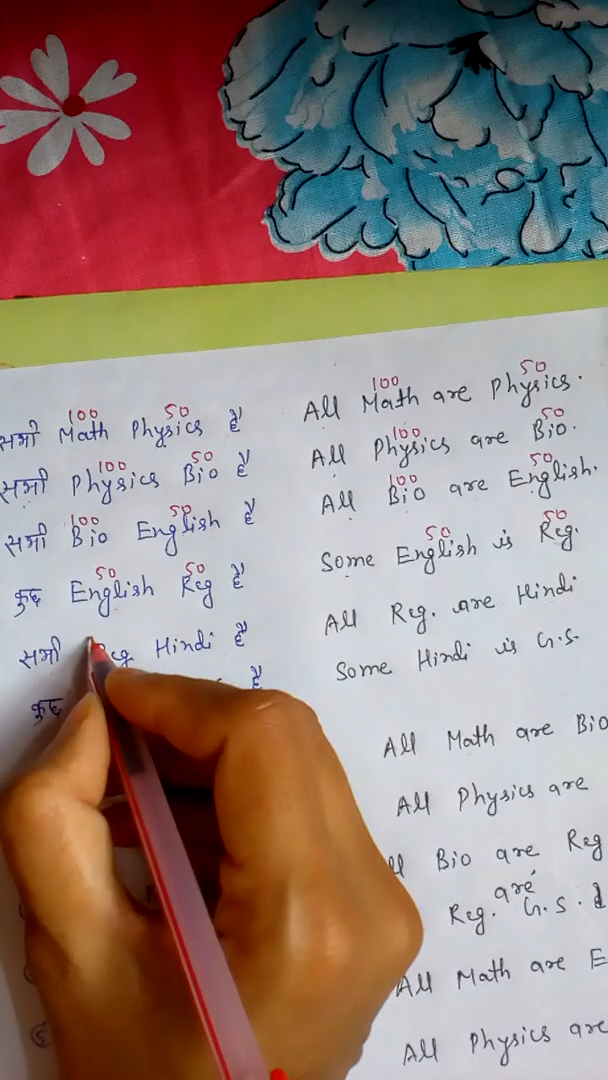 100 50
सभी Math Physics है
100 50
सभी Physics Bio है
100 50
सभी Bio English है
50 50
कुछ English Reg है
सभी Reg Hindi है
कुछ है
100 50
All Math are Physics.
100 50
All Physics are Bio.
100 50
All Bio are English.
50 50
Some English is Reg.
All Reg. are Hindi
Some Hindi is G.S.
All Math are Bio
All Physics are
Bio are Reg
Reg. are G.S.
All Math are E
All Physics are
5